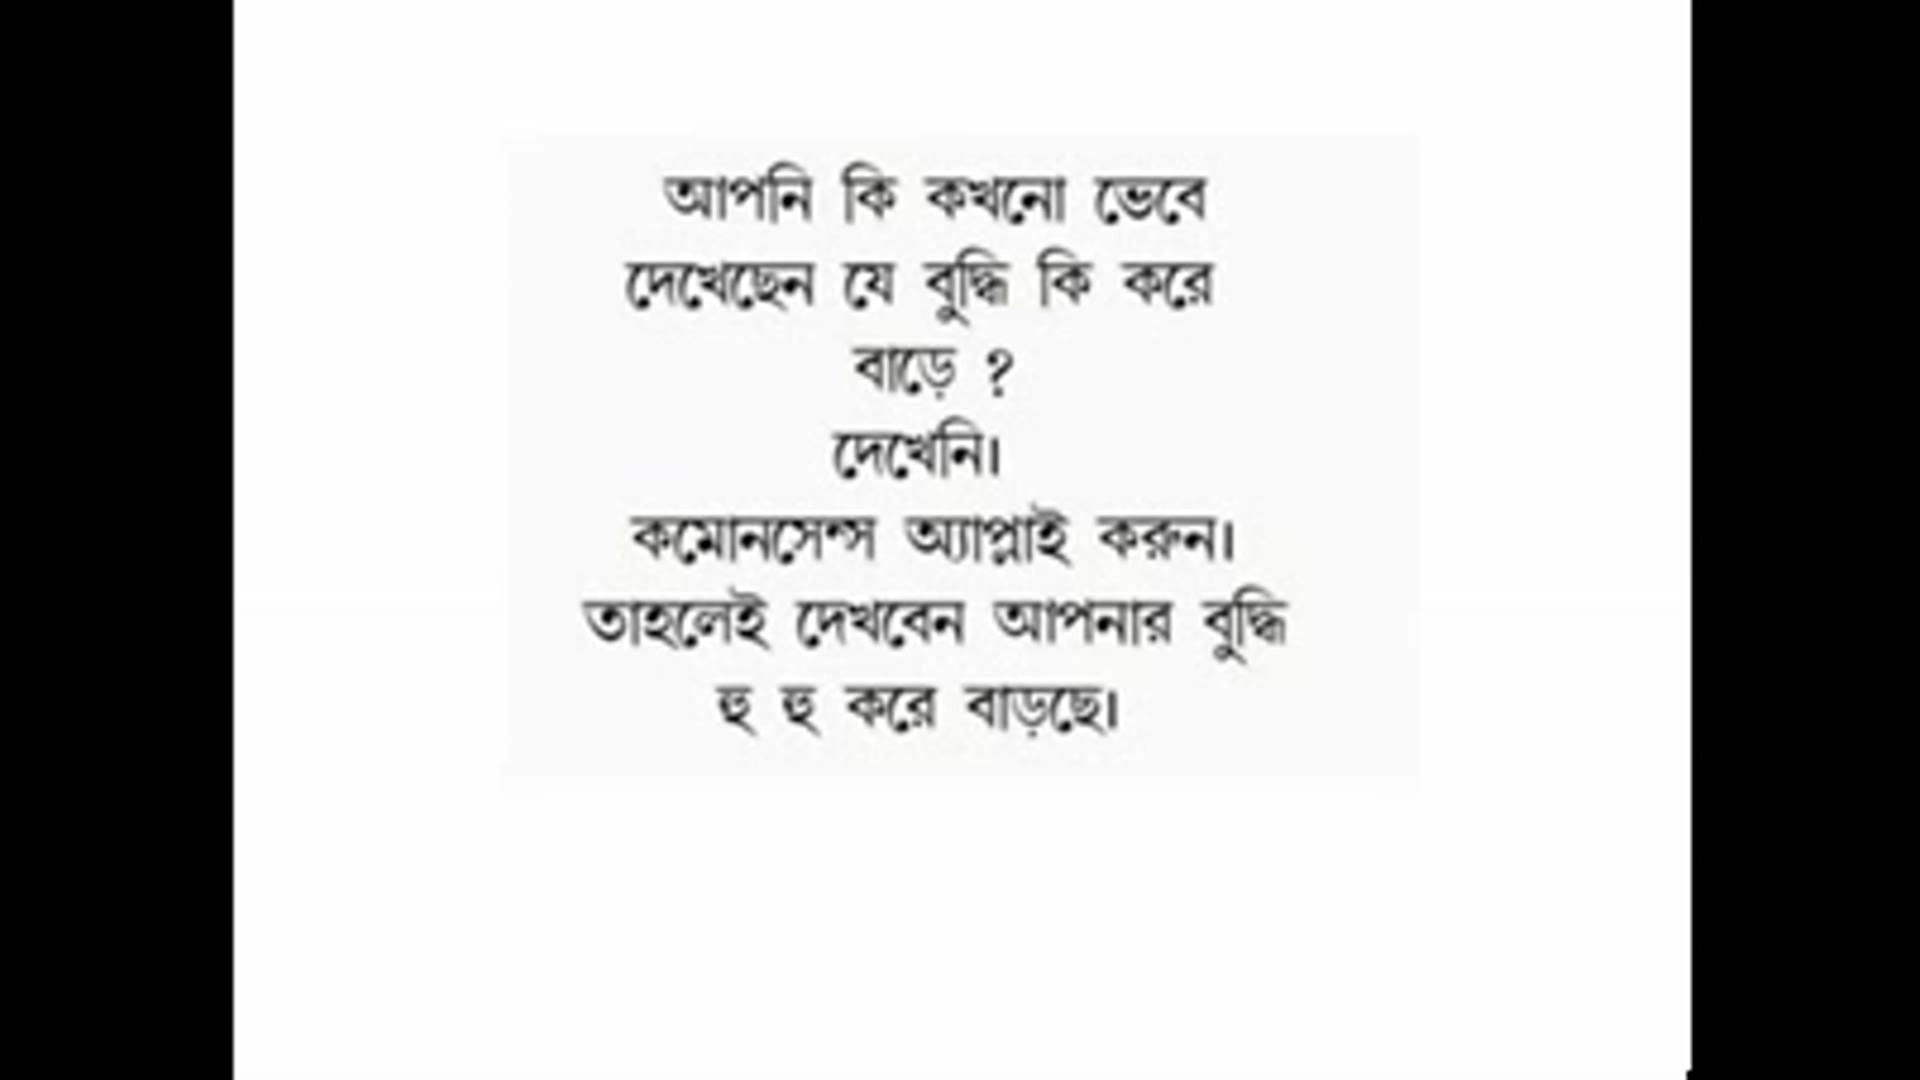 আপনি কি কখনো ভেবে
দেখেছেন যে বুদ্ধি কি করে
বাড়ে ?
দেখেনি।
কমোনসেন্স অ্যাপ্লাই করুন।
তাহলেই দেখবেন আপনার বুদ্ধি
হু হু করে বাড়ছে।